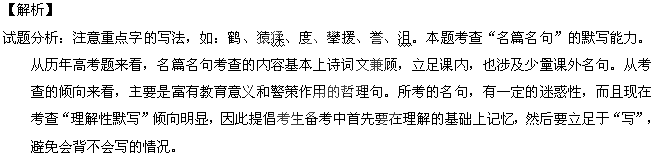 【解析】
试题分析：注意重点字的写法，如：鹤、猿猱、度、攀援、誉、沮。本题考查“名篇名句”的默写能力。
从历年高考题来看，名篇名句考查的内容基本上诗词文兼顾，立足课内，也涉及少量课外名句。从考
查的倾向来看，主要是富有教育意义和警策作用的哲理句。所考的名句，有一定的迷惑性，而且现在
考查“理解性默写”倾向明显，因此提倡考生备考中首先要在理解的基础上记忆，然后要立足于“写”，
避免会背不会写的情况。